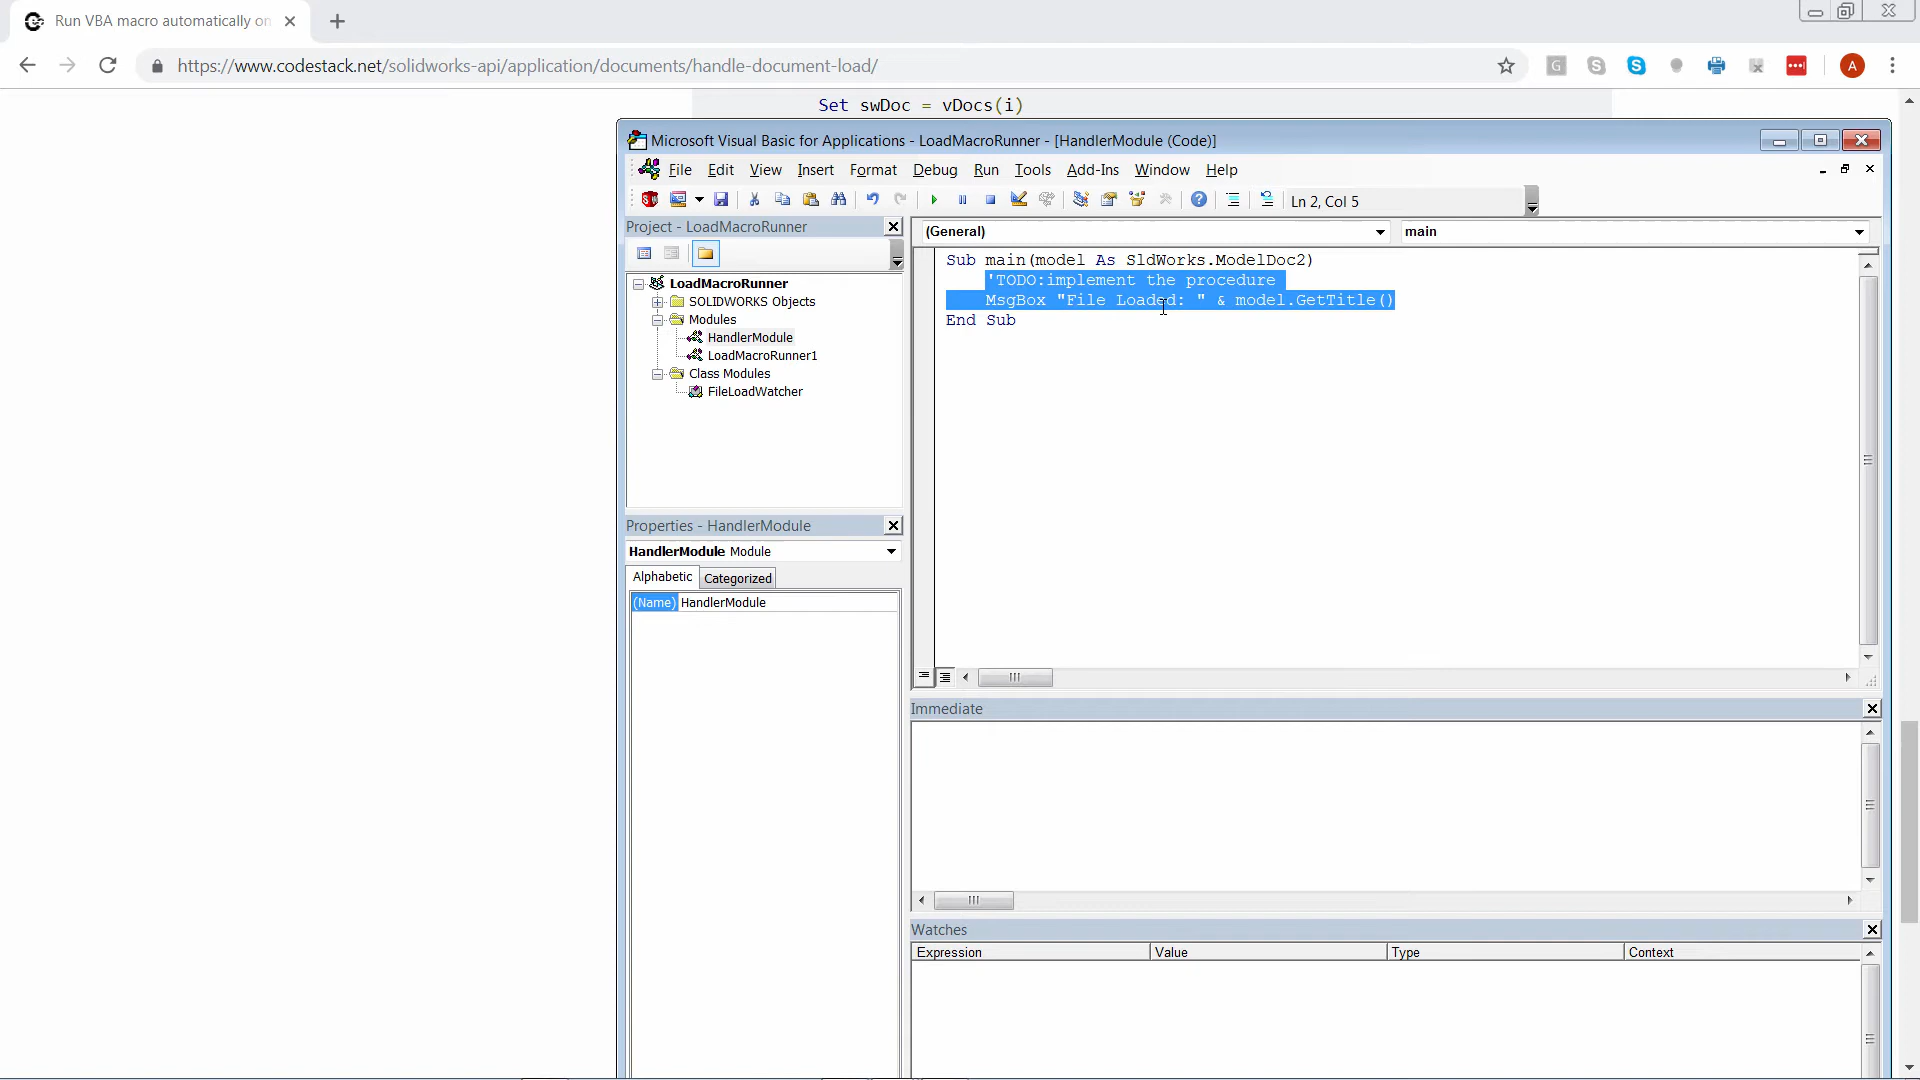 Run VBA macro automatically on
https://www.codestack.net/solidworks-api/application/documents/handle-document-load/
G
A
Set swDoc = vDocs(i)
Microsoft Visual Basic for Applications - LoadMacroRunner - [HandlerModule (Code)]
File Edit View Insert Format Debug Run Tools Add-Ins Window Help
Ln 2, Col 5
Project - LoadMacroRunner
LoadMacroRunner
SOLIDWORKS Objects
Modules
HandlerModule
LoadMacroRunner1
Class Modules
FileLoadWatcher
Properties - HandlerModule
HandlerModule Module
Alphabetic Categorized
(Name) HandlerModule
(General) main
Sub main(model As SldWorks.ModelDoc2)
'TODO:implement the procedure
MsgBox "File Loaded: " & model.GetTitle()
End Sub
Immediate
Watches
Expression Value Type Context